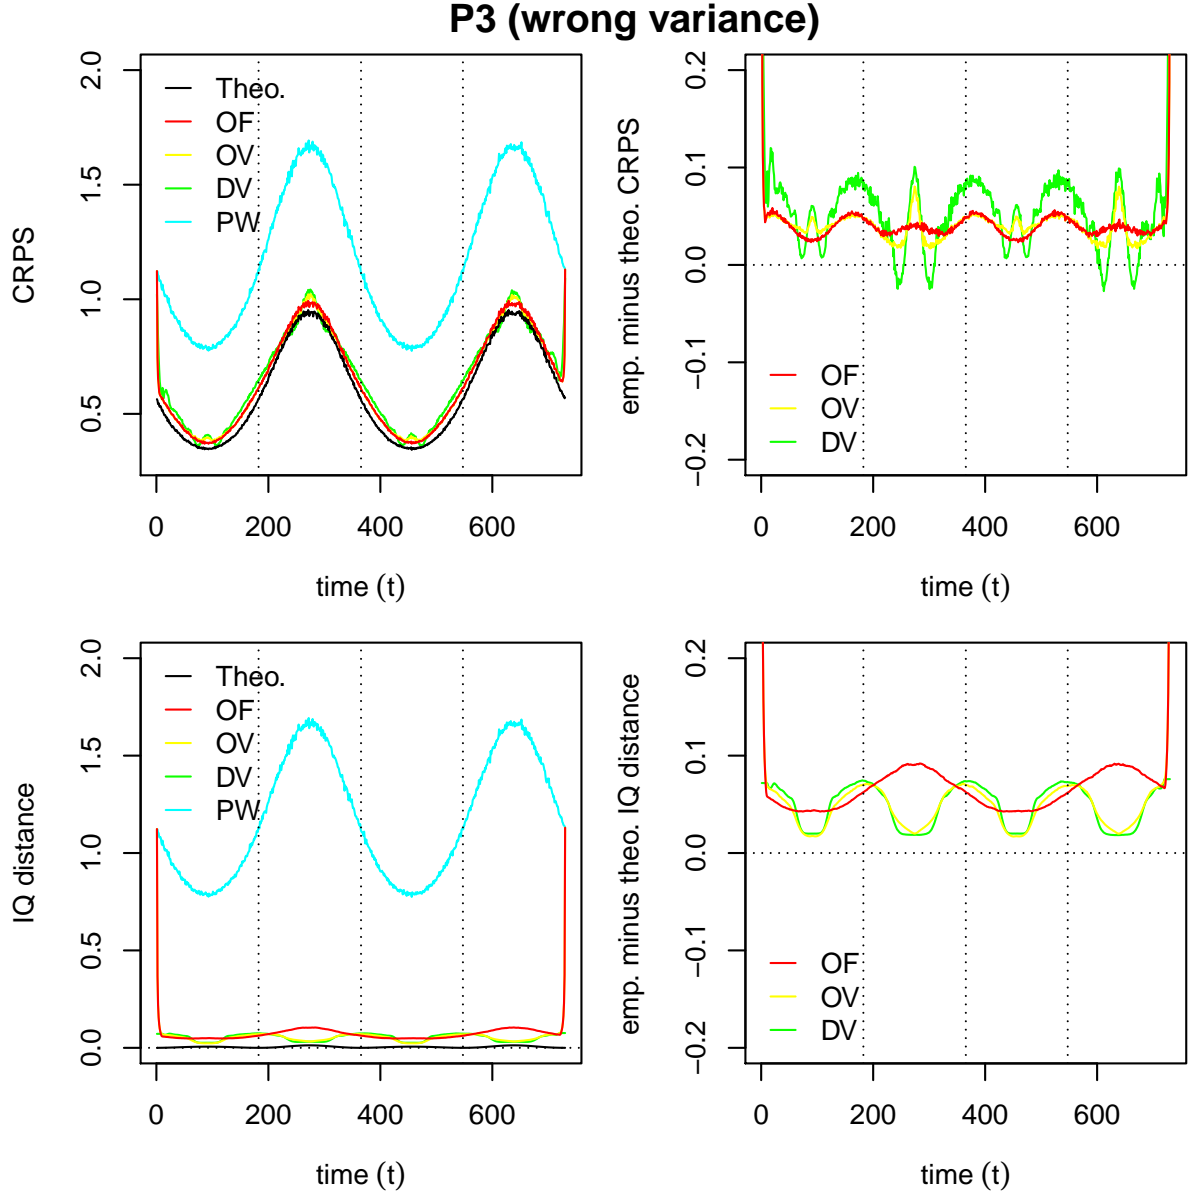 P3 (wrong variance)
CRPS
2.0
1.5
1.0
0.5
Theo.
OF
OV
DV
PW
0 200 400 600
time (t)
emp. minus theo. CRPS
0.2
0.1
0.0
−0.1
−0.2
OF
OV
DV
0 200 400 600
time (t)
IQ distance
2.0
1.5
1.0
0.5
0.0
Theo.
OF
OV
DV
PW
0 200 400 600
time (t)
emp. minus theo. IQ distance
0.2
0.1
0.0
−0.1
−0.2
OF
OV
DV
0 200 400 600
time (t)